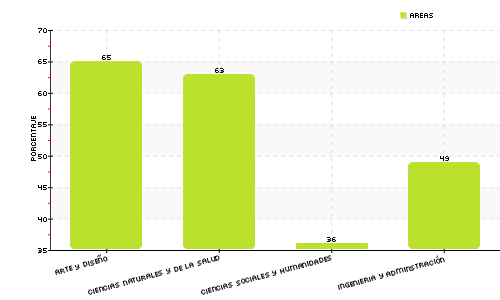 AREAS
70
65
60
55
50
45
40
35
PORCENTAJE
65
63
36
49
ARTE Y DISEÑO
CIENCIAS NATURALES Y DE LA SALUD
CIENCIAS SOCIALES Y HUMANIDADES
INGENIERIA Y ADMINSTRACIÓN